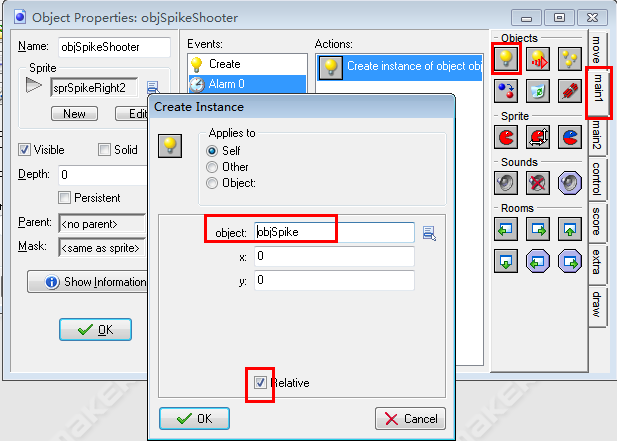 Object Properties: objSpikeShooter
Name: objSpikeShooter
Sprite
sprSpikeRight2
New
Edi
Visible
Solid
Depth: 0
Persistent
Parent: <no parent>
Mask: <same as sprite>
Show Information
OK
Events:
Create
Alarm 0
Actions:
Create instance of object obj
Create Instance
Applies to
Self
Other
Object:
object: objSpike
x: 0
y: 0
Relative
OK
Cancel
Objects
Sprite
Sounds
Rooms
move
main1
main2
control
score
extra
draw